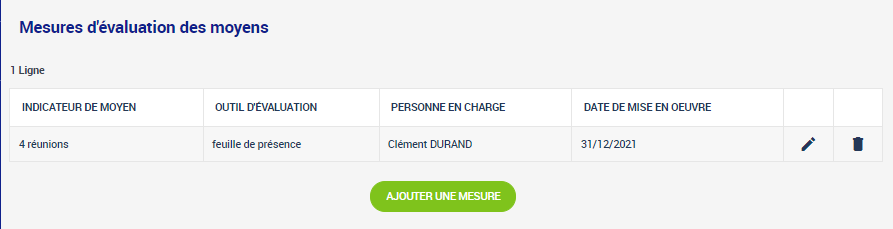 Mesures d'évaluation des moyens
1 Ligne
INDICATEUR DE MOYEN OUTIL D'ÉVALUATION PERSONNE EN CHARGE DATE DE MISE EN OEUVRE
4 réunions feuille de présence Clément DURAND 31/12/2021
AJOUTER UNE MESURE